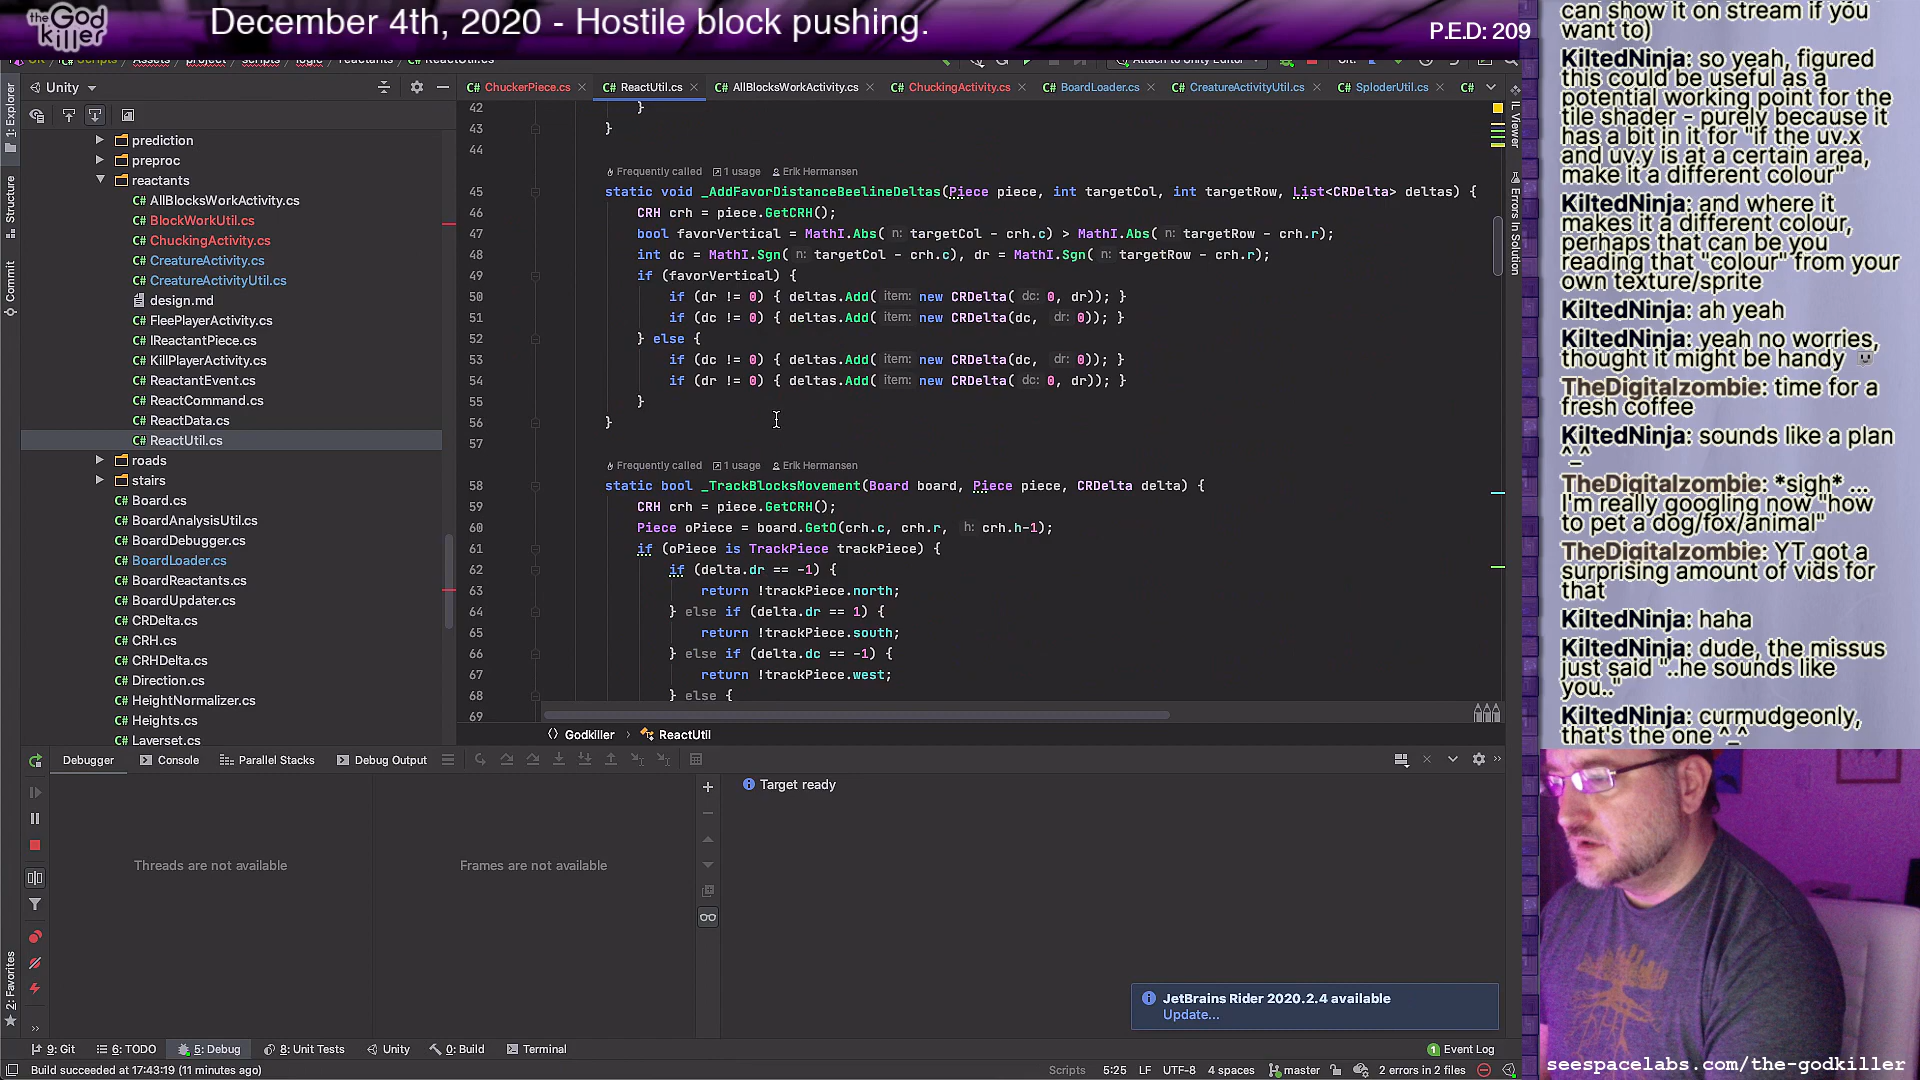 the God killer
December 4th, 2020 - Hostile block pushing.
P.E.D: 209
Unity
ChuckerPiece.cs
ReactUtil.cs
AllBlocksWorkActivity.cs
ChuckingActivity.cs
BoardLoader.cs
CreatureActivityUtil.cs
SploderUtil.cs
1: Explorer
Structure
Commit
2: Favorites
IL Viewer
Errors In Solution
prediction
preproc
reactants
AllBlocksWorkActivity.cs
BlockWorkUtil.cs
ChuckingActivity.cs
CreatureActivity.cs
CreatureActivityUtil.cs
design.md
FleePlayerActivity.cs
IReactantPiece.cs
KillPlayerActivity.cs
ReactantEvent.cs
ReactCommand.cs
ReactData.cs
ReactUtil.cs
roads
stairs
Board.cs
BoardAnalysisUtil.cs
BoardDebugger.cs
BoardLoader.cs
BoardReactants.cs
BoardUpdater.cs
CRDelta.cs
CRH.cs
CRHDelta.cs
Direction.cs
HeightNormalizer.cs
Heights.cs
Layerset.cs
42 }
43 }
44
Frequently called 1 usage Erik Hermansen
45 static void _AddFavorDistanceBeelineDeltas(Piece piece, int targetCol, int targetRow, List<CRDelta> deltas) {
46 CRH crh = piece.GetCRH();
47 bool favorVertical = MathI.Abs( n: targetCol - crh.c) > MathI.Abs( n: targetRow - crh.r);
48 int dc = MathI.Sgn( n: targetCol - crh.c), dr = MathI.Sgn( n: targetRow - crh.r);
49 if (favorVertical) {
50 if (dr != 0) { deltas.Add( item: new CRDelta( dc: 0, dr)); }
51 if (dc != 0) { deltas.Add( item: new CRDelta(dc, dr: 0)); }
52 } else {
53 if (dc != 0) { deltas.Add( item: new CRDelta(dc, dr: 0)); }
54 if (dr != 0) { deltas.Add( item: new CRDelta( dc: 0, dr)); }
55 }
56 }
57
Frequently called 1 usage Erik Hermansen
58 static bool _TrackBlocksMovement(Board board, Piece piece, CRDelta delta) {
59 CRH crh = piece.GetCRH();
60 Piece oPiece = board.GetO(crh.c, crh.r, h: crh.h-1);
61 if (oPiece is TrackPiece trackPiece) {
62 if (delta.dr == -1) {
63 return !trackPiece.north;
64 } else if (delta.dr == 1) {
65 return !trackPiece.south;
66 } else if (delta.dc == -1) {
67 return !trackPiece.west;
68 } else {
69
Godkiller › ReactUtil
Debugger
Console
Parallel Stacks
Debug Output
Threads are not available
Frames are not available
Target ready
JetBrains Rider 2020.2.4 available
Update...
9: Git
6: TODO
5: Debug
8: Unit Tests
Unity
0: Build
Terminal
1 Event Log
Build succeeded at 17:43:19 (11 minutes ago)
Scripts
5:25
LF
UTF-8
4 spaces
master
2 errors in 2 files
can show it on stream if you
want to)
KiltedNinja: so yeah, figured
this could be useful as a
potential working point for the
tile shader - purely because it
has a bit in it for "if the uv.x
and uv.y is at a certain area,
make it a different colour"
KiltedNinja: and where it
makes it a different colour,
perhaps that can be you
reading that "colour" from your
own texture/sprite
KiltedNinja: ah yeah
KiltedNinja: yeah no worries,
thought it might be handy
TheDigitalzombie: time for a
fresh coffee
KiltedNinja: sounds like a plan
^_^
TheDigitalzombie: *sigh* ...
I'm really googling now "how
to pet a dog/fox/animal"
TheDigitalzombie: YT got a
surprising amount of vids for
that
KiltedNinja: haha
KiltedNinja: dude, the missus
just said "..he sounds like
you.."
KiltedNinja: curmudgeonly,
that's the one ^_^
seespacelabs.com/the-godkiller